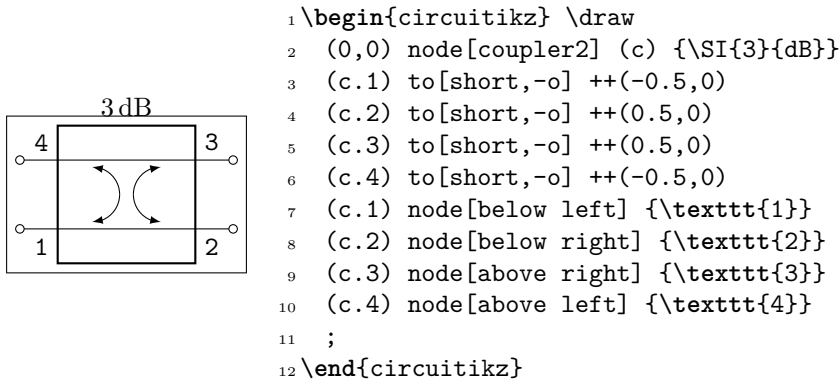 3 dB
4 3
1 2
1 \begin{circuitikz} \draw
2 (0,0) node[coupler2] (c) {\SI{3}{dB}}
3 (c.1) to[short,-o] ++(-0.5,0)
4 (c.2) to[short,-o] ++(0.5,0)
5 (c.3) to[short,-o] ++(0.5,0)
6 (c.4) to[short,-o] ++(-0.5,0)
7 (c.1) node[below left] {\texttt{1}}
8 (c.2) node[below right] {\texttt{2}}
9 (c.3) node[above right] {\texttt{3}}
10 (c.4) node[above left] {\texttt{4}}
11 ;
12 \end{circuitikz}